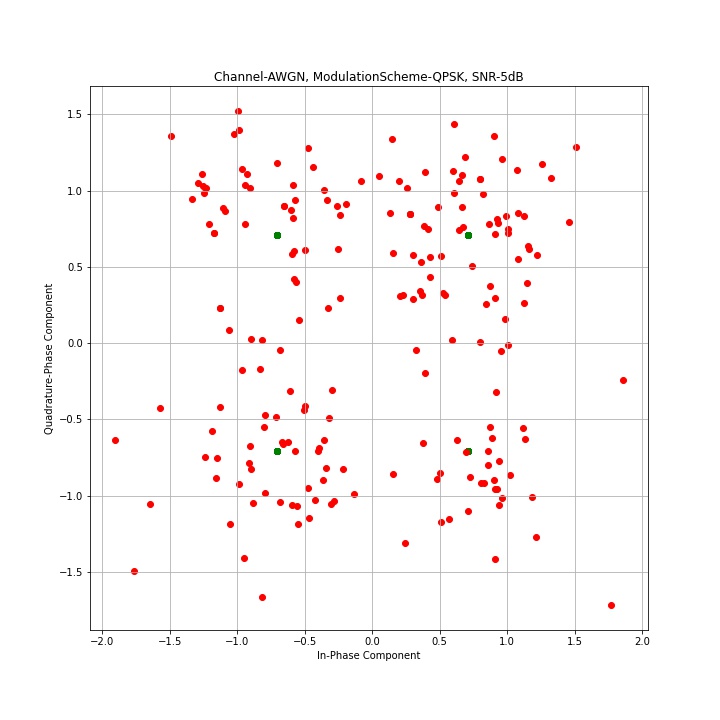 Channel-AWGN, ModulationScheme-QPSK, SNR-5dB
1.5
1.0
0.5
0.0
−0.5
−1.0
−1.5
Quadrature-Phase Component
−2.0 −1.5 −1.0 −0.5 0.0 0.5 1.0 1.5 2.0
In-Phase Component